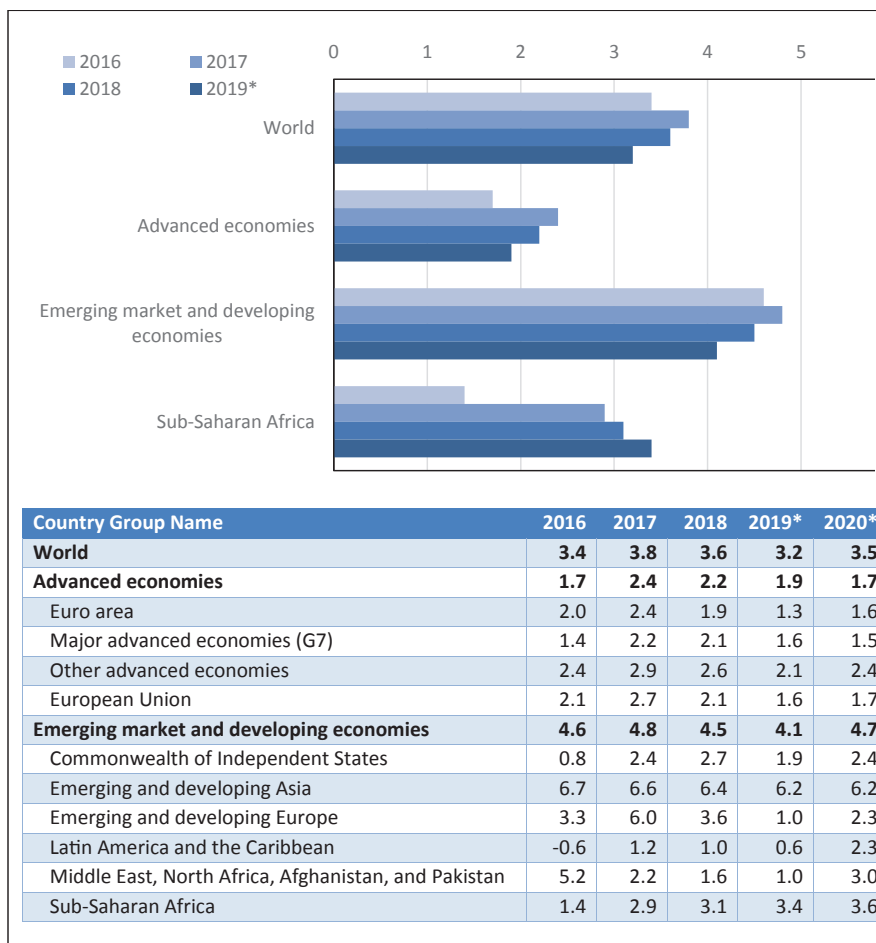 0 1 2 3 4 5
2016 2017
2018 2019*
World
Advanced economies
Emerging market and developing
economies
Sub-Saharan Africa
Country Group Name 2016 2017 2018 2019* 2020*
World 3.4 3.8 3.6 3.2 3.5
Advanced economies 1.7 2.4 2.2 1.9 1.7
Euro area 2.0 2.4 1.9 1.3 1.6
Major advanced economies (G7) 1.4 2.2 2.1 1.6 1.5
Other advanced economies 2.4 2.9 2.6 2.1 2.4
European Union 2.1 2.7 2.1 1.6 1.7
Emerging market and developing economies 4.6 4.8 4.5 4.1 4.7
Commonwealth of Independent States 0.8 2.4 2.7 1.9 2.4
Emerging and developing Asia 6.7 6.6 6.4 6.2 6.2
Emerging and developing Europe 3.3 6.0 3.6 1.0 2.3
Latin America and the Caribbean -0.6 1.2 1.0 0.6 2.3
Middle East, North Africa, Afghanistan, and Pakistan 5.2 2.2 1.6 1.0 3.0
Sub-Saharan Africa 1.4 2.9 3.1 3.4 3.6